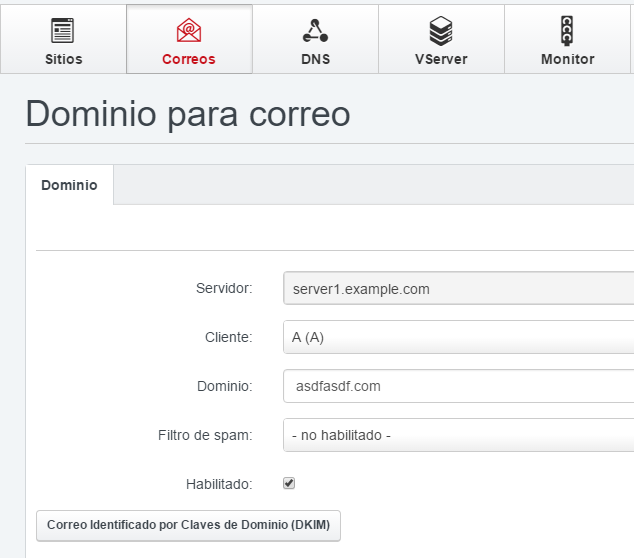 Sitios
Correos
DNS
VServer
Monitor
Dominio para correo
Dominio
Servidor: server1.example.com
Cliente: A (A)
Dominio: asdfasdf.com
Filtro de spam: - no habilitado -
Habilitado:
Correo Identificado por Claves de Dominio (DKIM)